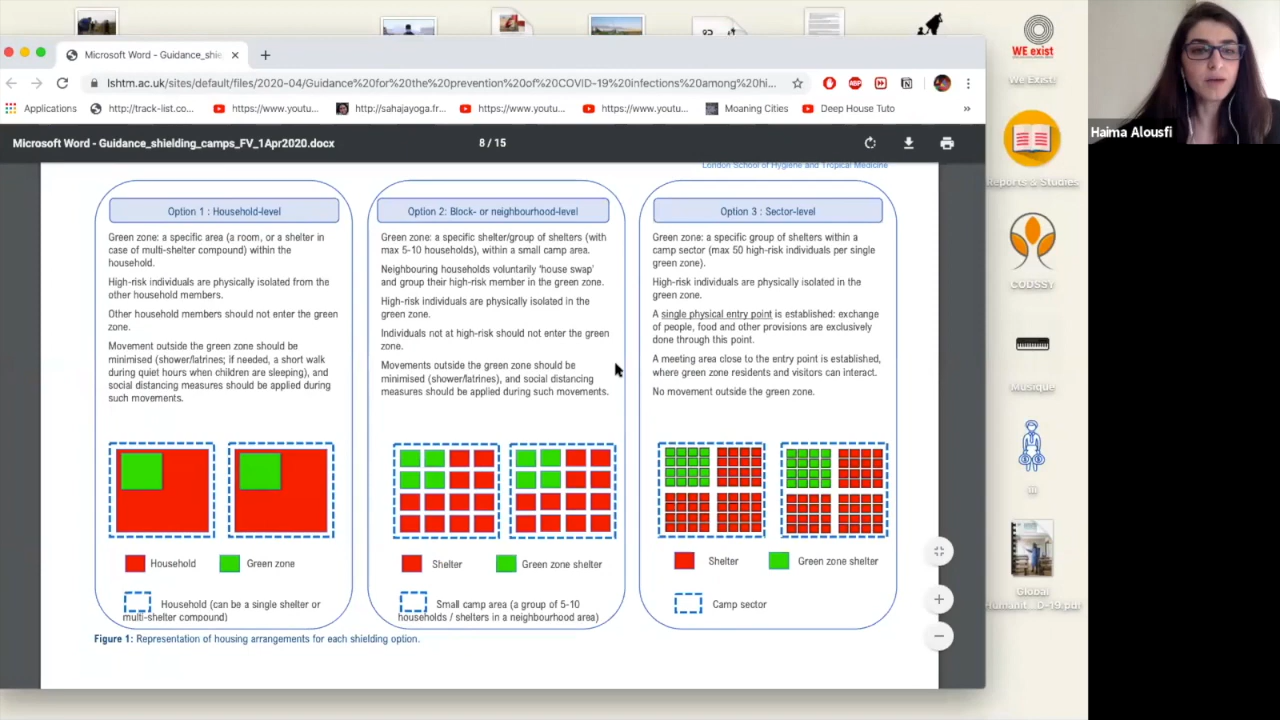 Microsoft Word - Guidance_shie
lshtm.ac.uk/sites/default/files/2020-04/Guidance%20for%20the%20prevention%20of%20COVID-19%20infections%20among%20hi...
ABP
Applications
http://track-list.co...
https://www.youtu...
http://sahajayoga.fr...
https://www.youtu...
https://www.youtu...
Moaning Cities
Deep House Tuto
»
Microsoft Word - Guidance_shielding_camps_FV_1Apr2020.docx
8 / 15
London School of Hygiene and Tropical Medicine
Option 1 : Household-level
Green zone: a specific area (a room, or a shelter in
case of multi-shelter compound) within the
household.
High-risk individuals are physically isolated from the
other household members.
Other household members should not enter the green
zone.
Movement outside the green zone should be
minimised (shower/latrines; if needed, a short walk
during quiet hours when children are sleeping), and
social distancing measures should be applied during
such movements.
Household
Green zone
Household (can be a single shelter or
multi-shelter compound)
Option 2: Block- or neighbourhood-level
Green zone: a specific shelter/group of shelters (with
max 5-10 households), within a small camp area.
Neighbouring households voluntarily 'house swap'
and group their high-risk member in the green zone.
High-risk individuals are physically isolated in the
green zone.
Individuals not at high-risk should not enter the green
zone.
Movements outside the green zone should be
minimised (shower/latrines), and social distancing
measures should be applied during such movements.
Shelter
Green zone shelter
Small camp area (a group of 5-10
households / shelters in a neighbourhood area)
Option 3 : Sector-level
Green zone: a specific group of shelters within a
camp sector (max 50 high-risk individuals per single
green zone).
High-risk individuals are physically isolated in the
green zone.
A single physical entry point is established: exchange
of people, food and other provisions are exclusively
done through this point.
A meeting area close to the entry point is established,
where green zone residents and visitors can interact.
No movement outside the green zone.
Shelter
Green zone shelter
Camp sector
Figure 1: Representation of housing arrangements for each shielding option.
WE exist
We Exist
Reports & Studies
CODSSY
Musique
Global
D-19.pdf
Haima Alousfi